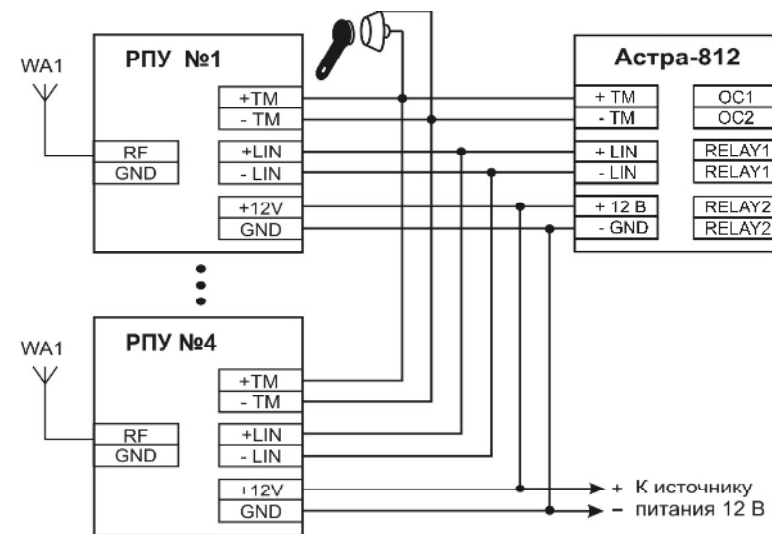 РПУ №1
WA1
+TM
- TM
RF
GND
+LIN
- LIN
+12V
GND
Астра-812
+ TM
- TM
+ LIN
- LIN
+ 12 В
- GND
OC1
OC2
RELAY1
RELAY1
RELAY2
RELAY2
РПУ №4
WA1
+TM
- TM
RF
GND
+LIN
- LIN
+12V
GND
+ К источнику
– питания 12 В